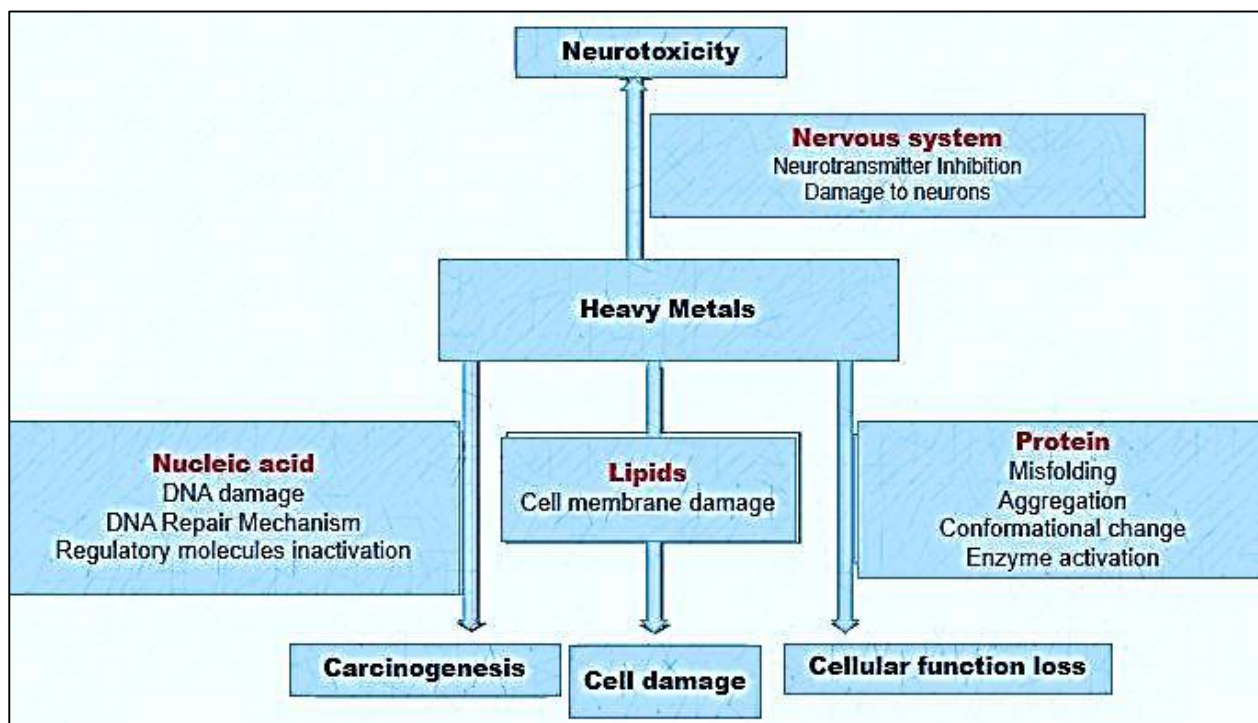 Neurotoxicity
Nervous system
Neurotransmitter Inhibition
Damage to neurons
Heavy Metals
Nucleic acid
DNA damage
DNA Repair Mechanism
Regulatory molecules inactivation
Lipids
Cell membrane damage
Protein
Misfolding
Aggregation
Conformational change
Enzyme activation
Carcinogenesis
Cell damage
Cellular function loss